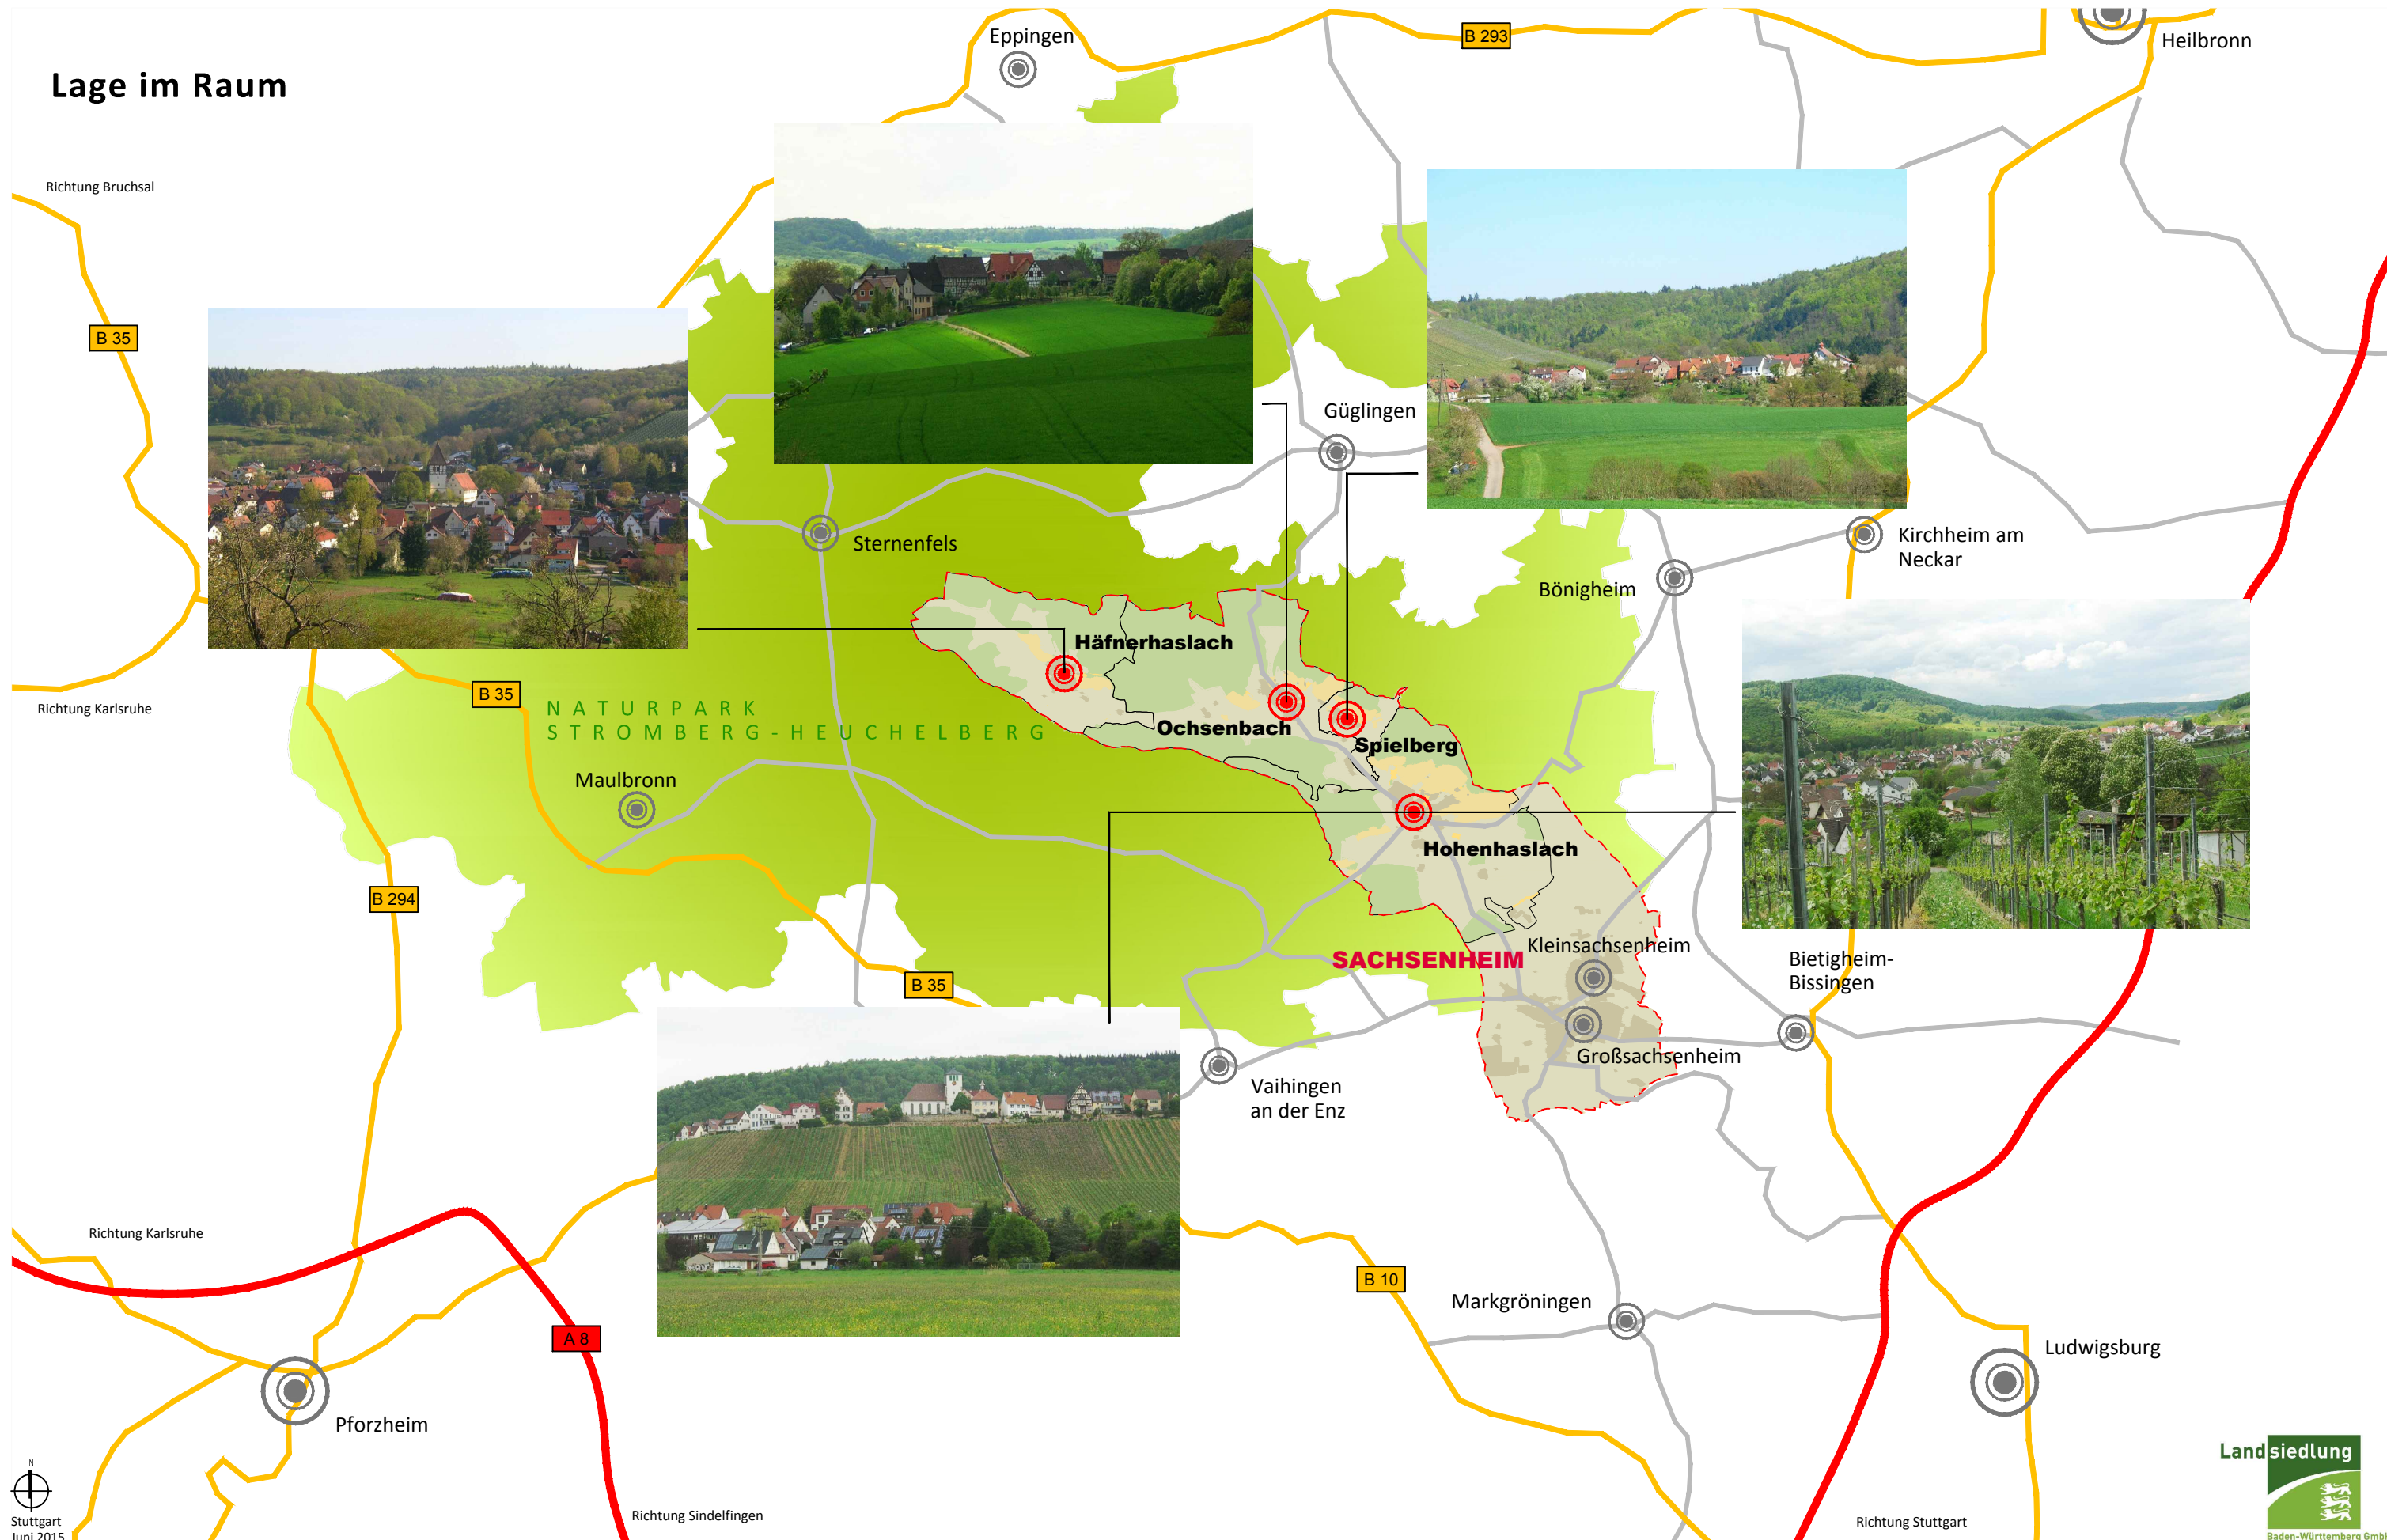 Eppingen
B 293
Heilbronn
Lage im Raum
Richtung Bruchsal
B 35
Güglingen
Sternenfels
Kirchheim am
Neckar
Bönigheim
Häfnerhaslach
B 35
Richtung Karlsruhe
NATURPARK
STROMBERG-HEUCHELBERG
Ochsenbach
Spielberg
Maulbronn
Hohenhaslach
B 294
Kleinsachsenheim
SACHSENHEIM
Bietigheim-
Bissingen
B 35
Großsachsenheim
Vaihingen
an der Enz
Richtung Karlsruhe
B 10
Markgröningen
A 8
Ludwigsburg
Pforzheim
Landsiedlung
N
Richtung Sindelfingen
Stuttgart
Juni 2015
Richtung Stuttgart
Baden-Württemberg GmbH